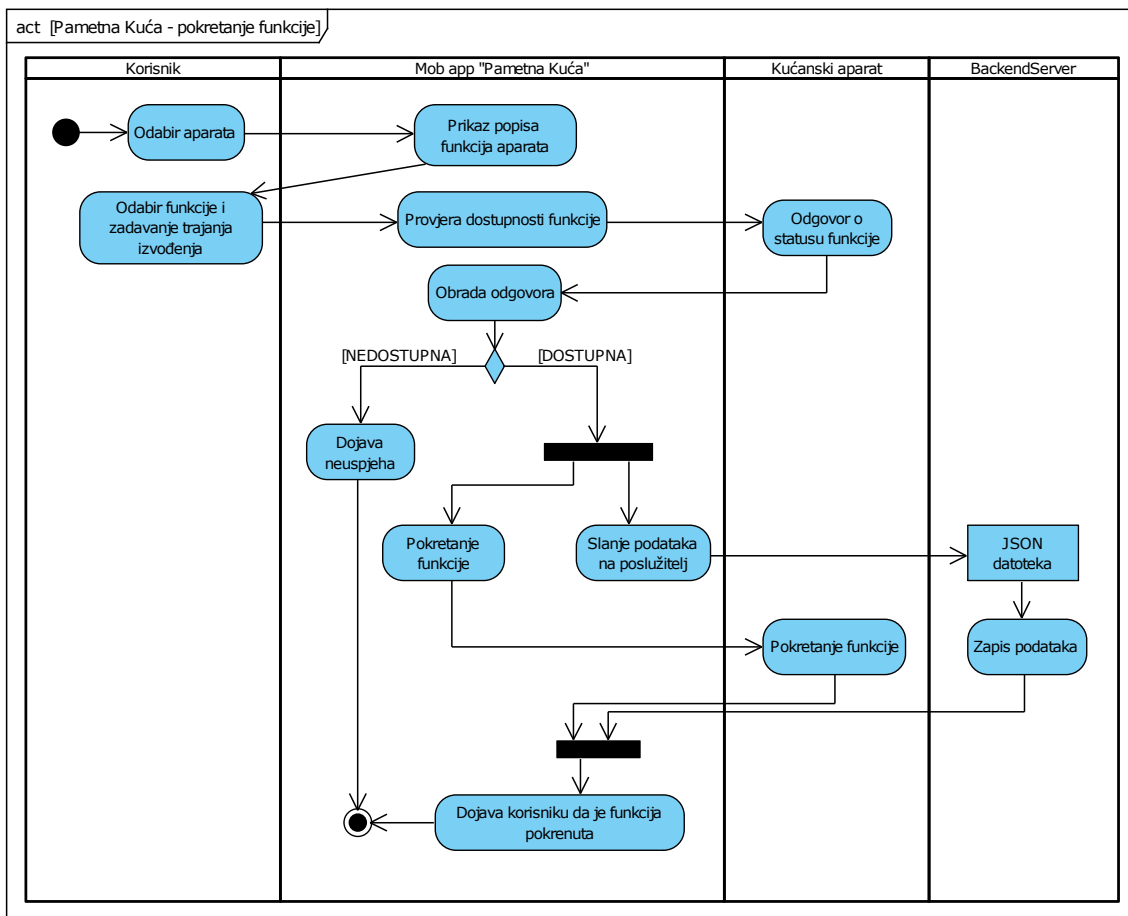 act [Pametna Kuća - pokretanje funkcije]
Korisnik
Mob app "Pametna Kuća"
Kućanski aparat
BackendServer
Odabir aparata
Prikaz popisa
funkcija aparata
Odabir funkcije i
zadavanje trajanja
izvođenja
Provjera dostupnosti funkcije
Odgovor o
statusu funkcije
Obrada odgovora
[NEDOSTUPNA]
[DOSTUPNA]
Dojava
neuspjeha
Pokretanje
funkcije
Slanje podataka
na poslužitelj
JSON
datoteka
Pokretanje funkcije
Zapis podataka
Dojava korisniku da je funkcija
pokrenuta